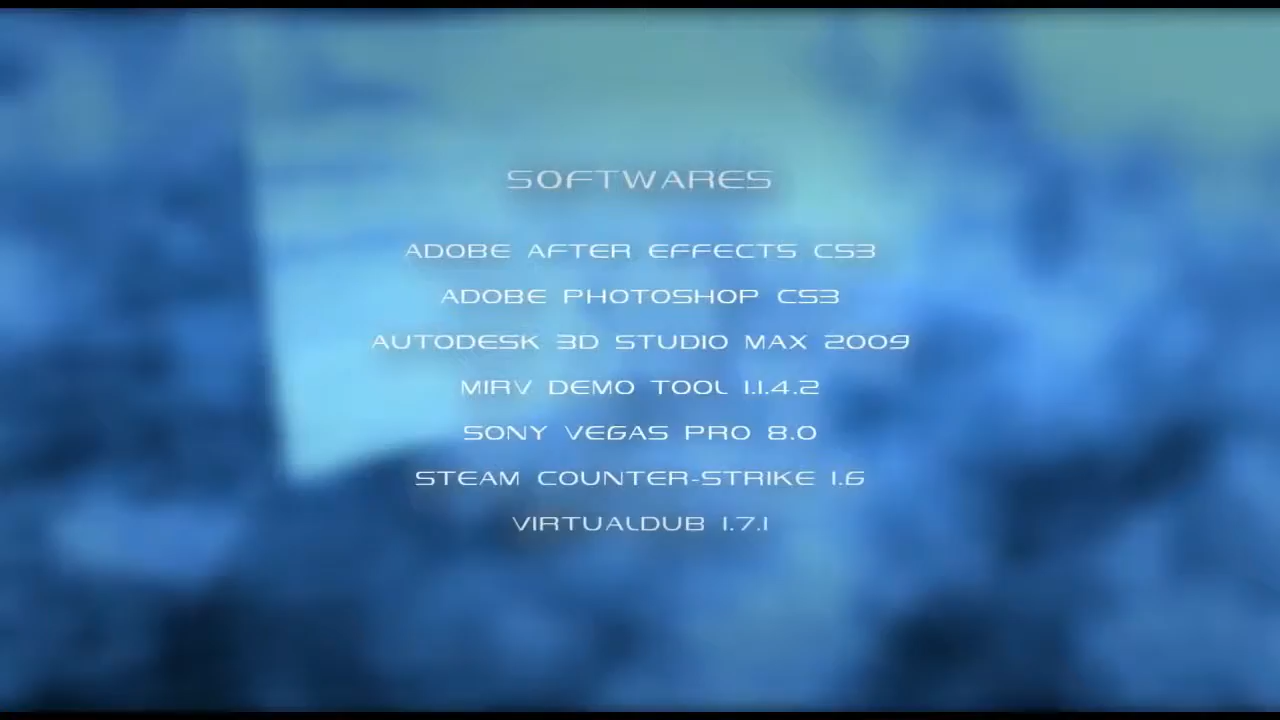 SOFTWARES
ADOBE AFTER EFFECTS CS3
ADOBE PHOTOSHOP CS3
AUTODESK 3D STUDIO MAX 2009
MIRV DEMO TOOL 1.1.4.2
SONY VEGAS PRO 8.0
STEAM COUNTER-STRIKE 1.6
VIRTUALDUB 1.7.1